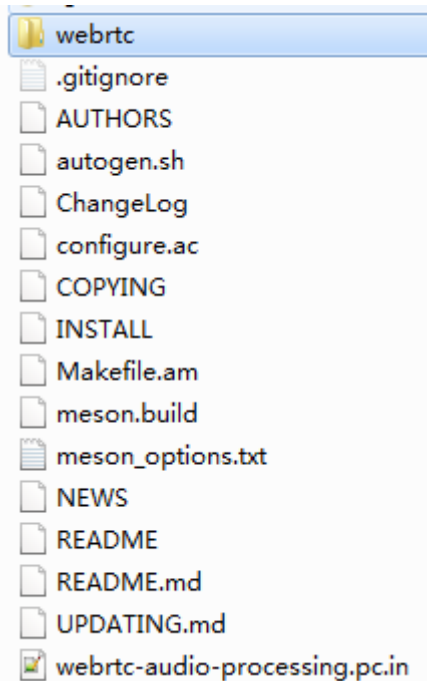 webrtc
.gitignore
AUTHORS
autogen.sh
ChangeLog
configure.ac
COPYING
INSTALL
Makefile.am
meson.build
meson_options.txt
NEWS
README
README.md
UPDATING.md
webrtc-audio-processing.pc.in